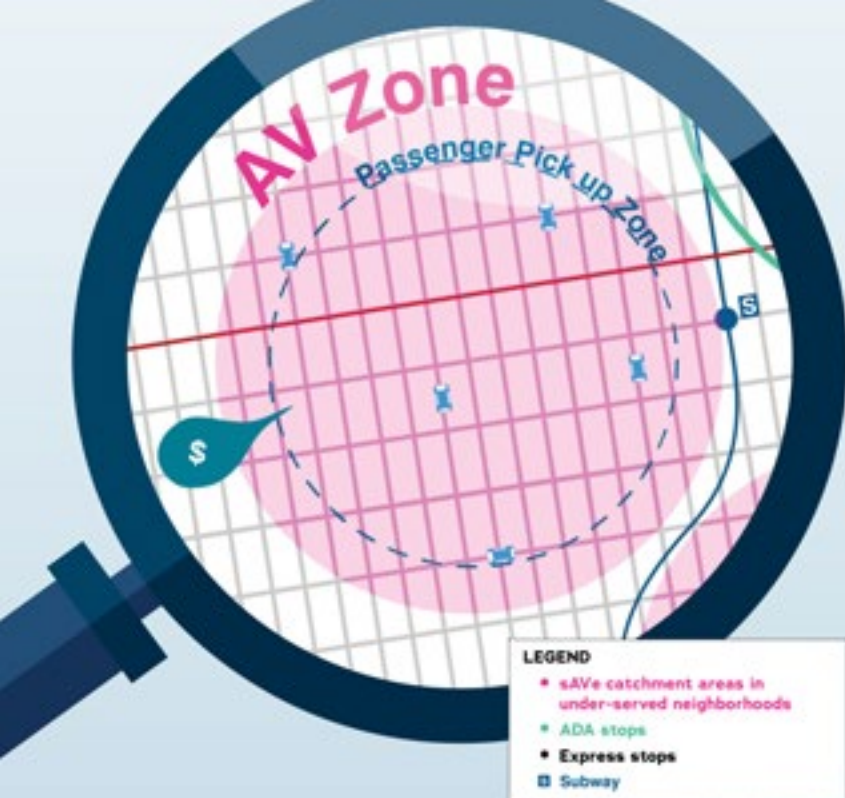 AV Zone
Passenger Pick up Zone
S
$
LEGEND
• sAVe catchment areas in
under-served neighborhoods
• ADA stops
• Express stops
Subway